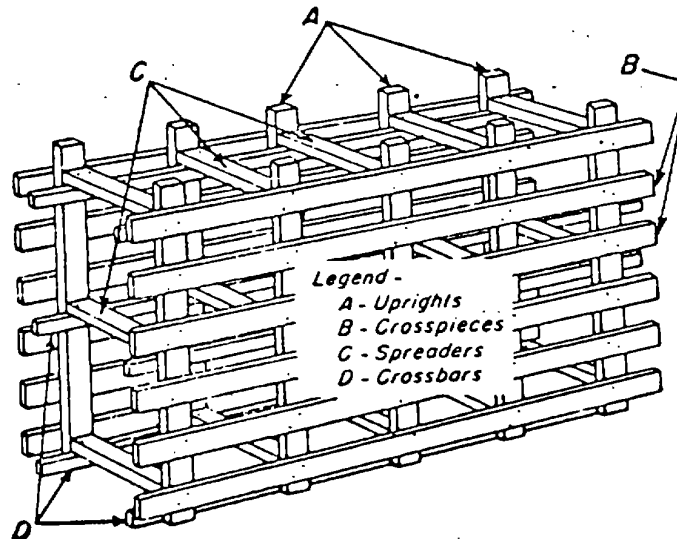 A
C
B
Legend -
A - Uprights
B - Crosspieces
C - Spreaders
D - Crossbars
D